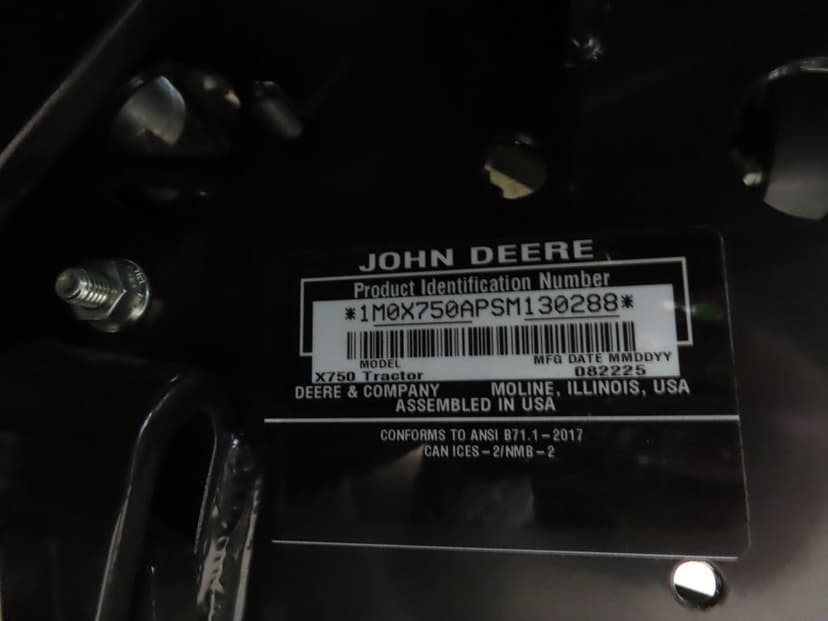 JOHN DEERE
Product Identification Number
*1M0X750APSM130288*
MODEL MFG DATE MMDDYY
X750 Tractor 082225
DEERE & COMPANY MOLINE, ILLINOIS, USA
ASSEMBLED IN USA
CONFORMS TO ANSI B71.1-2017
CAN ICES-2/NMB-2